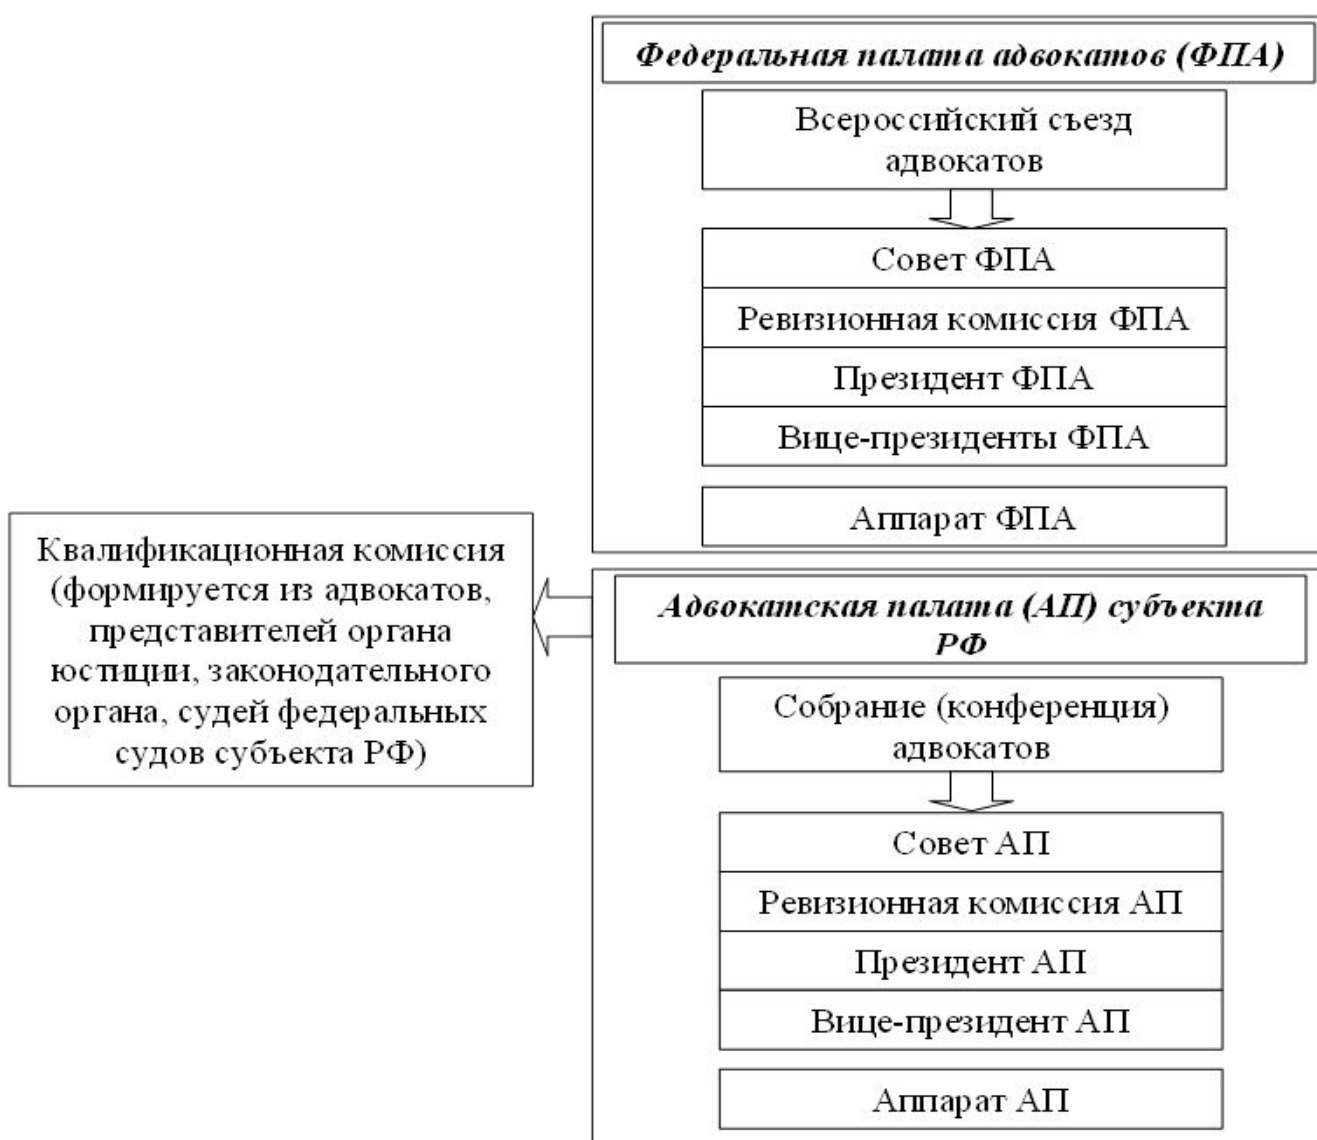 Федеральная палата адвокатов (ФПА)
Всероссийский съезд
адвокатов
Совет ФПА
Ревизионная комиссия ФПА
Президент ФПА
Вице-президенты ФПА
Аппарат ФПА
Квалификационная комиссия
(формируется из адвокатов,
представителей органа
юстиции, законодательного
органа, судей федеральных
судов субъекта РФ)
Адвокатская палата (АП) субъекта
РФ
Собрание (конференция)
адвокатов
Совет АП
Ревизионная комиссия АП
Президент АП
Вице-президент АП
Аппарат АП